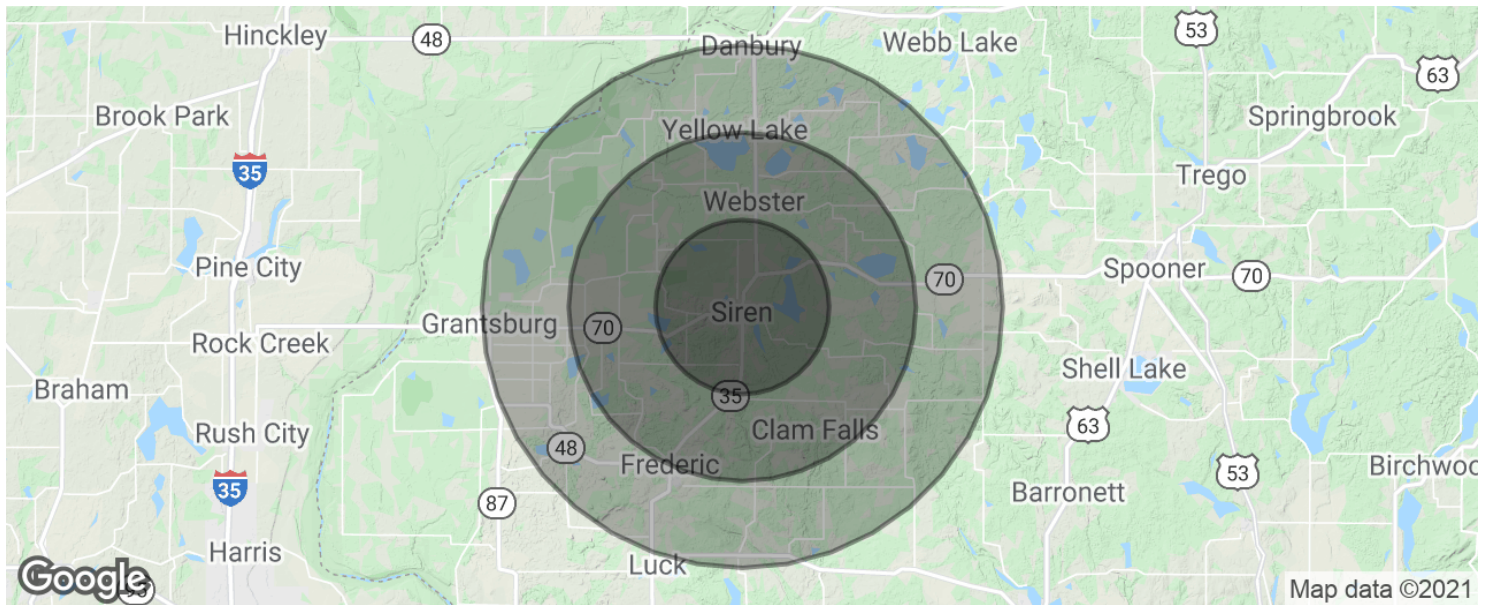 Hinckley
48
Danbury
Webb Lake
53
63
Brook Park
Yellow Lake
Springbrook
35
Trego
Webster
Pine City
Spooner
70
70
Siren
Grantsburg
70
Rock Creek
Shell Lake
Braham
35
63
Rush City
Clam Falls
48
Frederic
53
Birchwoo
35
87
Barronett
Harris
Luck
Google
93
Map data ©2021